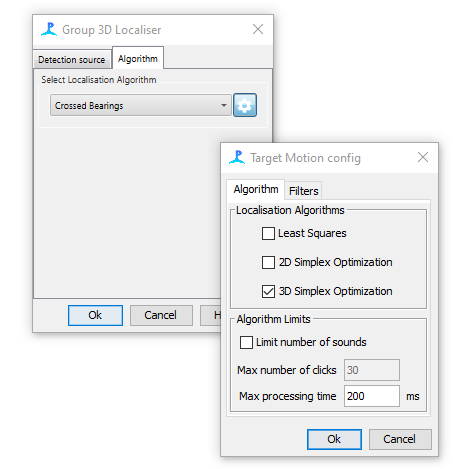 Group 3D Localiser
Detection source
Algorithm
Select Localisation Algorithm
Crossed Bearings
Ok
Cancel
H
Target Motion config
Algorithm
Filters
Localisation Algorithms
Least Squares
2D Simplex Optimization
3D Simplex Optimization
Algorithm Limits
Limit number of sounds
Max number of clicks 30
Max processing time 200 ms
Ok
Cancel